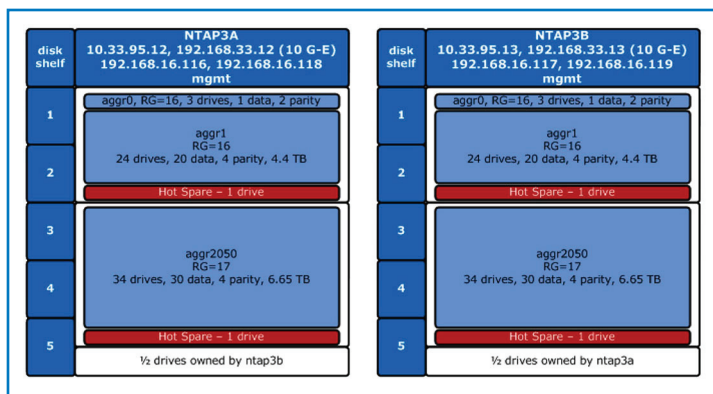 disk
shelf
NTAP3A
10.33.95.12, 192.168.33.12 (10 G-E)
192.168.16.116, 192.168.16.118
mgmt
1
aggr0, RG=16, 3 drives, 1 data, 2 parity
aggr1
RG=16
24 drives, 20 data, 4 parity, 4.4 TB
2
Hot Spare – 1 drive
3
aggr2050
RG=17
34 drives, 30 data, 4 parity, 6.65 TB
4
Hot Spare – 1 drive
5
½ drives owned by ntap3b
disk
shelf
NTAP3B
10.33.95.13, 192.168.33.13 (10 G-E)
192.168.16.117, 192.168.16.119
mgmt
1
aggr0, RG=16, 3 drives, 1 data, 2 parity
aggr1
RG=16
24 drives, 20 data, 4 parity, 4.4 TB
2
Hot Spare – 1 drive
3
aggr2050
RG=17
34 drives, 30 data, 4 parity, 6.65 TB
4
Hot Spare – 1 drive
5
½ drives owned by ntap3a